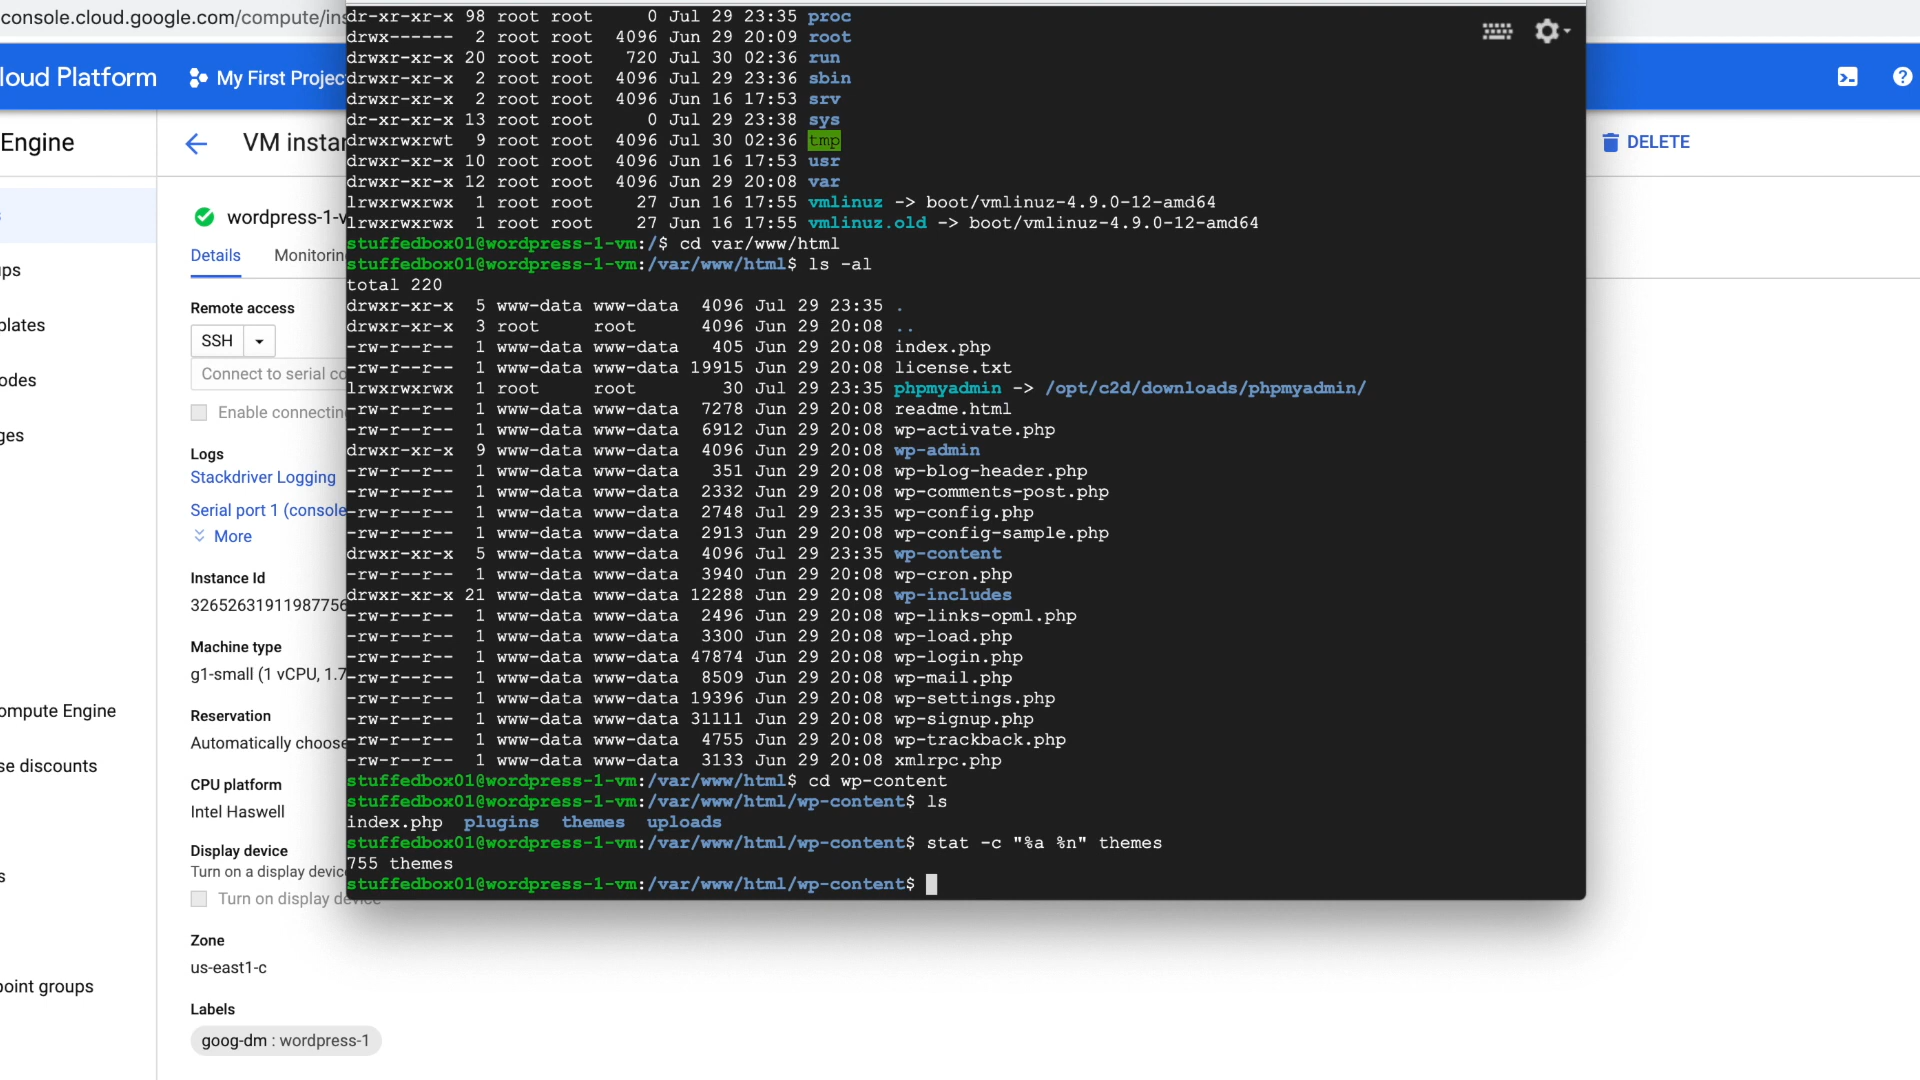 console.cloud.google.com/compute/ins
loud Platform
My First Projec
Engine
VM instan
DELETE
ups
plates
odes
ges
ompute Engine
se discounts
s
point groups
wordpress-1-v
Details
Monitorin
Remote access
SSH
Connect to serial co
Enable connectin
Logs
Stackdriver Logging
Serial port 1 (console
More
Instance Id
32652631911987756
Machine type
g1-small (1 vCPU, 1.7
Reservation
Automatically choose
CPU platform
Intel Haswell
Display device
Turn on a display devic
Turn on display device
Zone
us-east1-c
Labels
goog-dm : wordpress-1
dr-xr-xr-x 98 root root 0 Jul 29 23:35 proc
drwx------ 2 root root 4096 Jun 29 20:09 root
drwxr-xr-x 20 root root 720 Jul 30 02:36 run
drwxr-xr-x 2 root root 4096 Jul 29 23:36 sbin
drwxr-xr-x 2 root root 4096 Jun 16 17:53 srv
dr-xr-xr-x 13 root root 0 Jul 29 23:38 sys
drwxrwxrwt 9 root root 4096 Jul 30 02:36 tmp
drwxr-xr-x 10 root root 4096 Jun 16 17:53 usr
drwxr-xr-x 12 root root 4096 Jun 29 20:08 var
lrwxrwxrwx 1 root root 27 Jun 16 17:55 vmlinuz -> boot/vmlinuz-4.9.0-12-amd64
lrwxrwxrwx 1 root root 27 Jun 16 17:55 vmlinuz.old -> boot/vmlinuz-4.9.0-12-amd64
stuffedbox01@wordpress-1-vm:/$ cd var/www/html
stuffedbox01@wordpress-1-vm:/var/www/html$ ls -al
total 220
drwxr-xr-x 5 www-data www-data 4096 Jul 29 23:35 .
drwxr-xr-x 3 root root 4096 Jun 29 20:08 ..
-rw-r--r-- 1 www-data www-data 405 Jun 29 20:08 index.php
-rw-r--r-- 1 www-data www-data 19915 Jun 29 20:08 license.txt
lrwxrwxrwx 1 root root 30 Jul 29 23:35 phpmyadmin -> /opt/c2d/downloads/phpmyadmin/
-rw-r--r-- 1 www-data www-data 7278 Jun 29 20:08 readme.html
-rw-r--r-- 1 www-data www-data 6912 Jun 29 20:08 wp-activate.php
drwxr-xr-x 9 www-data www-data 4096 Jun 29 20:08 wp-admin
-rw-r--r-- 1 www-data www-data 351 Jun 29 20:08 wp-blog-header.php
-rw-r--r-- 1 www-data www-data 2332 Jun 29 20:08 wp-comments-post.php
-rw-r--r-- 1 www-data www-data 2748 Jul 29 23:35 wp-config.php
-rw-r--r-- 1 www-data www-data 2913 Jun 29 20:08 wp-config-sample.php
drwxr-xr-x 5 www-data www-data 4096 Jul 29 23:35 wp-content
-rw-r--r-- 1 www-data www-data 3940 Jun 29 20:08 wp-cron.php
drwxr-xr-x 21 www-data www-data 12288 Jun 29 20:08 wp-includes
-rw-r--r-- 1 www-data www-data 2496 Jun 29 20:08 wp-links-opml.php
-rw-r--r-- 1 www-data www-data 3300 Jun 29 20:08 wp-load.php
-rw-r--r-- 1 www-data www-data 47874 Jun 29 20:08 wp-login.php
-rw-r--r-- 1 www-data www-data 8509 Jun 29 20:08 wp-mail.php
-rw-r--r-- 1 www-data www-data 19396 Jun 29 20:08 wp-settings.php
-rw-r--r-- 1 www-data www-data 31111 Jun 29 20:08 wp-signup.php
-rw-r--r-- 1 www-data www-data 4755 Jun 29 20:08 wp-trackback.php
-rw-r--r-- 1 www-data www-data 3133 Jun 29 20:08 xmlrpc.php
stuffedbox01@wordpress-1-vm:/var/www/html$ cd wp-content
stuffedbox01@wordpress-1-vm:/var/www/html/wp-content$ ls
index.php plugins themes uploads
stuffedbox01@wordpress-1-vm:/var/www/html/wp-content$ stat -c "%a %n" themes
755 themes
stuffedbox01@wordpress-1-vm:/var/www/html/wp-content$